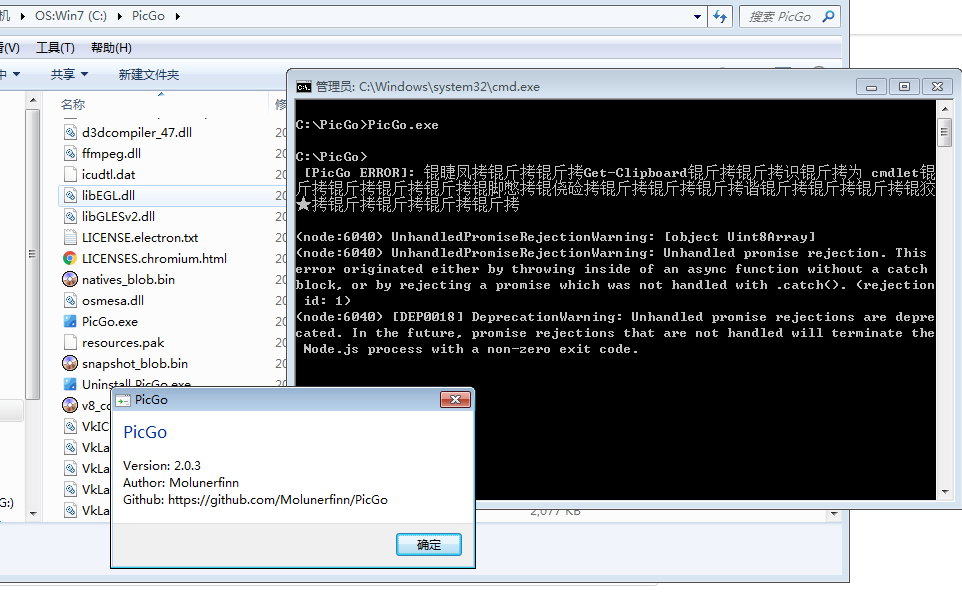 机 ▸ OS:Win7 (C:) ▸ PicGo ▸
搜索 PicGo
看(V) 工具(T) 帮助(H)
中 ▾ 共享 ▾ 新建文件夹
名称 修
d3dcompiler_47.dll 20
ffmpeg.dll 20
icudtl.dat 20
libEGL.dll 20
libGLESv2.dll 20
LICENSE.electron.txt 20
LICENSES.chromium.html 20
natives_blob.bin 20
osmesa.dll 20
PicGo.exe 20
resources.pak 20
snapshot_blob.bin 20
Uninstall PicGo.exe 20
v8_co
VkIC
VkLa
VkLa
VkLa
VkLa
G:)
2,077 KB
管理员: C:\Windows\system32\cmd.exe
C:\PicGo>PicGo.exe
C:\PicGo>
[PicGo ERROR]: 锟睫凤拷锟斤拷锟斤拷Get-Clipboard锟斤拷锟斤拷识锟斤拷为 cmdlet锟
斤拷锟斤拷锟斤拷锟斤拷锟脚憋拷锟侥硷拷锟斤拷锟斤拷锟斤拷锟斤拷谐锟斤拷锟斤拷锟斤拷锟狡
★拷锟斤拷锟斤拷锟斤拷锟斤拷
(node:6040) UnhandledPromiseRejectionWarning: [object Uint8Array]
(node:6040) UnhandledPromiseRejectionWarning: Unhandled promise rejection. This
error originated either by throwing inside of an async function without a catch
block, or by rejecting a promise which was not handled with .catch(). (rejection
id: 1)
(node:6040) [DEP0018] DeprecationWarning: Unhandled promise rejections are depre
cated. In the future, promise rejections that are not handled will terminate the
Node.js process with a non-zero exit code.
PicGo
PicGo
Version: 2.0.3
Author: Molunerfinn
Github: https://github.com/Molunerfinn/PicGo
确定